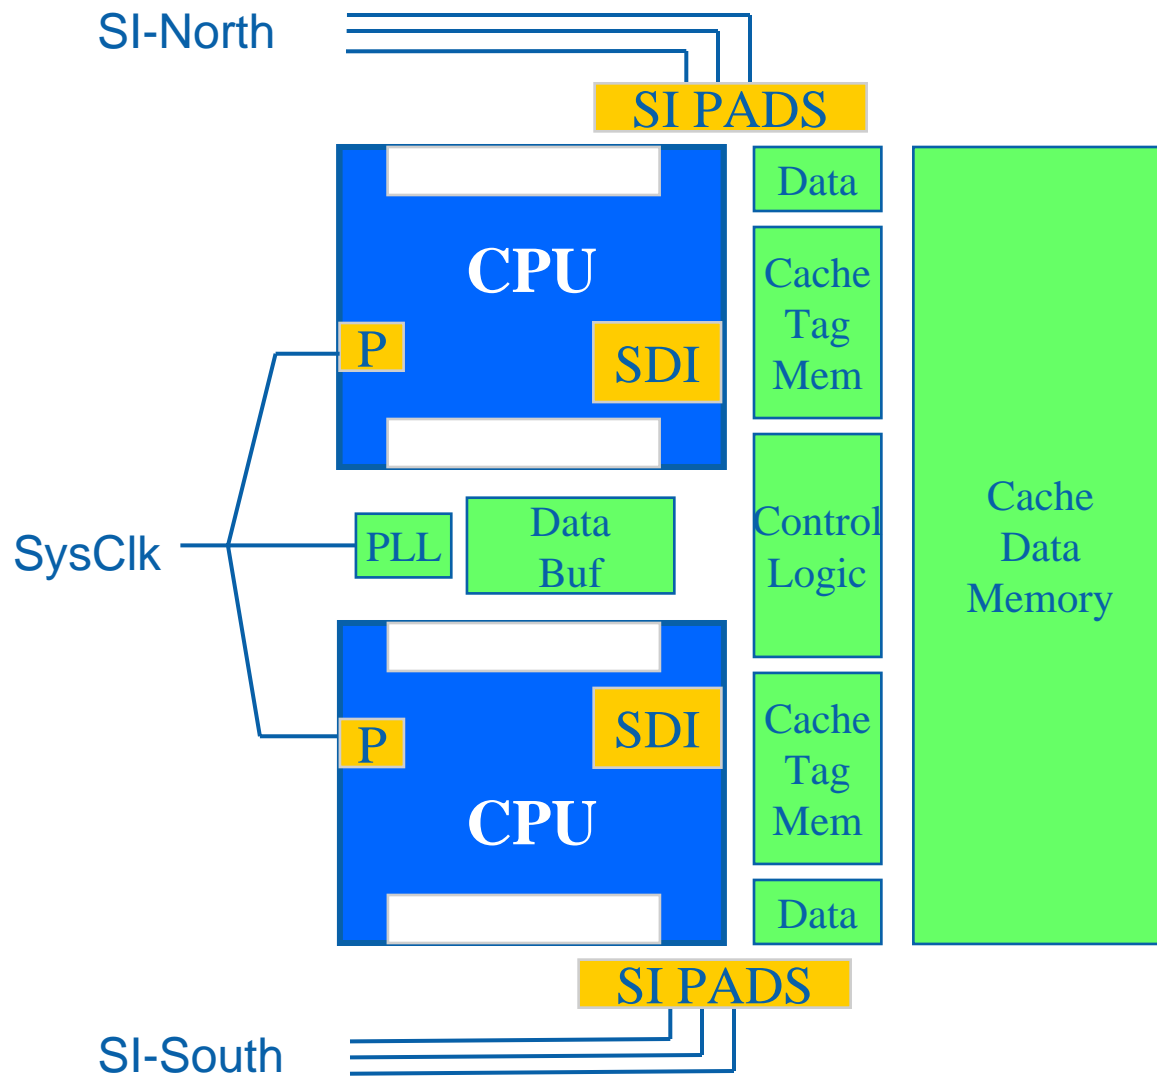 SI-North
SI PADS
CPU
P
SDI
Data
Cache
Tag
Mem
SysClk
PLL
Data
Buf
Control
Logic
Cache
Data
Memory
P
SDI
CPU
Cache
Tag
Mem
Data
SI PADS
SI-South